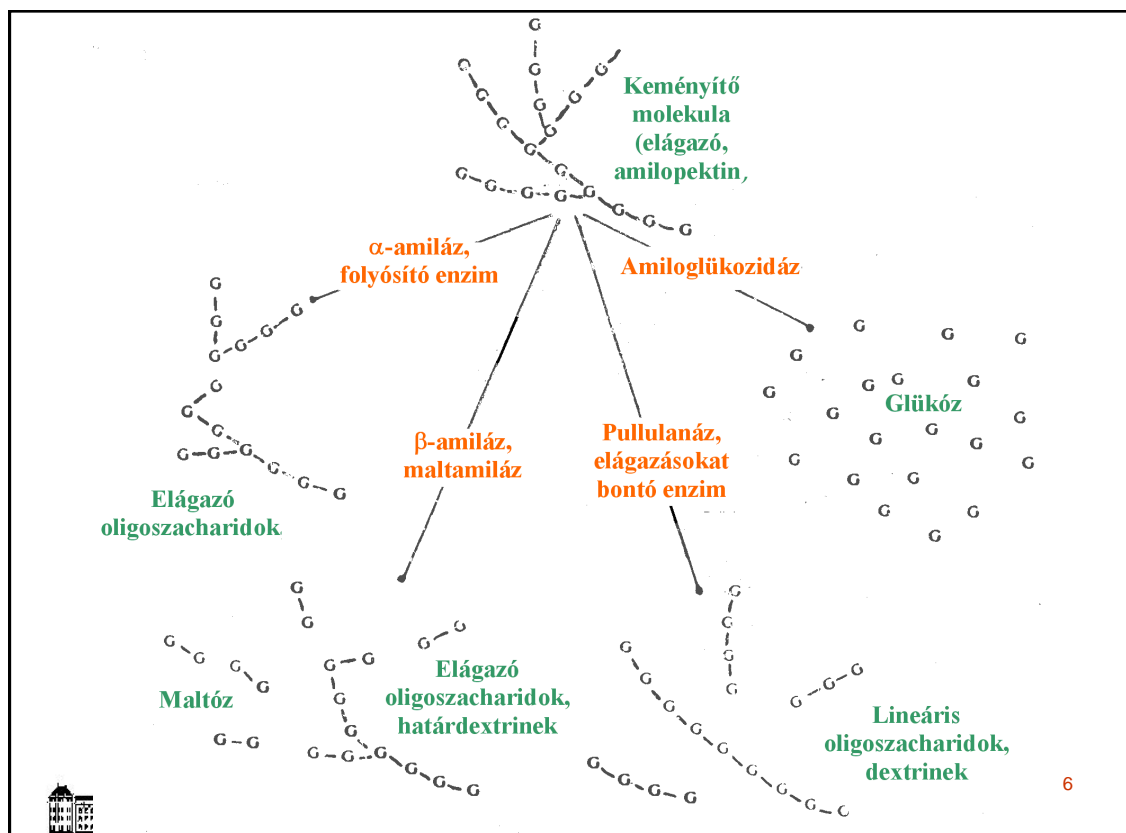 Keményítő
molekula
(elágazó,
amilopektin,
α-amiláz,
folyósító enzim
Amiloglükozidáz
Glükóz
β-amiláz,
maltamiláz
Pullulanáz,
elágazásokat
bontó enzim
Elágazó
oligoszacharidok
Maltóz
Elágazó
oligoszacharidok,
határdextrinek
Lineáris
oligoszacharidok,
dextrinek
6